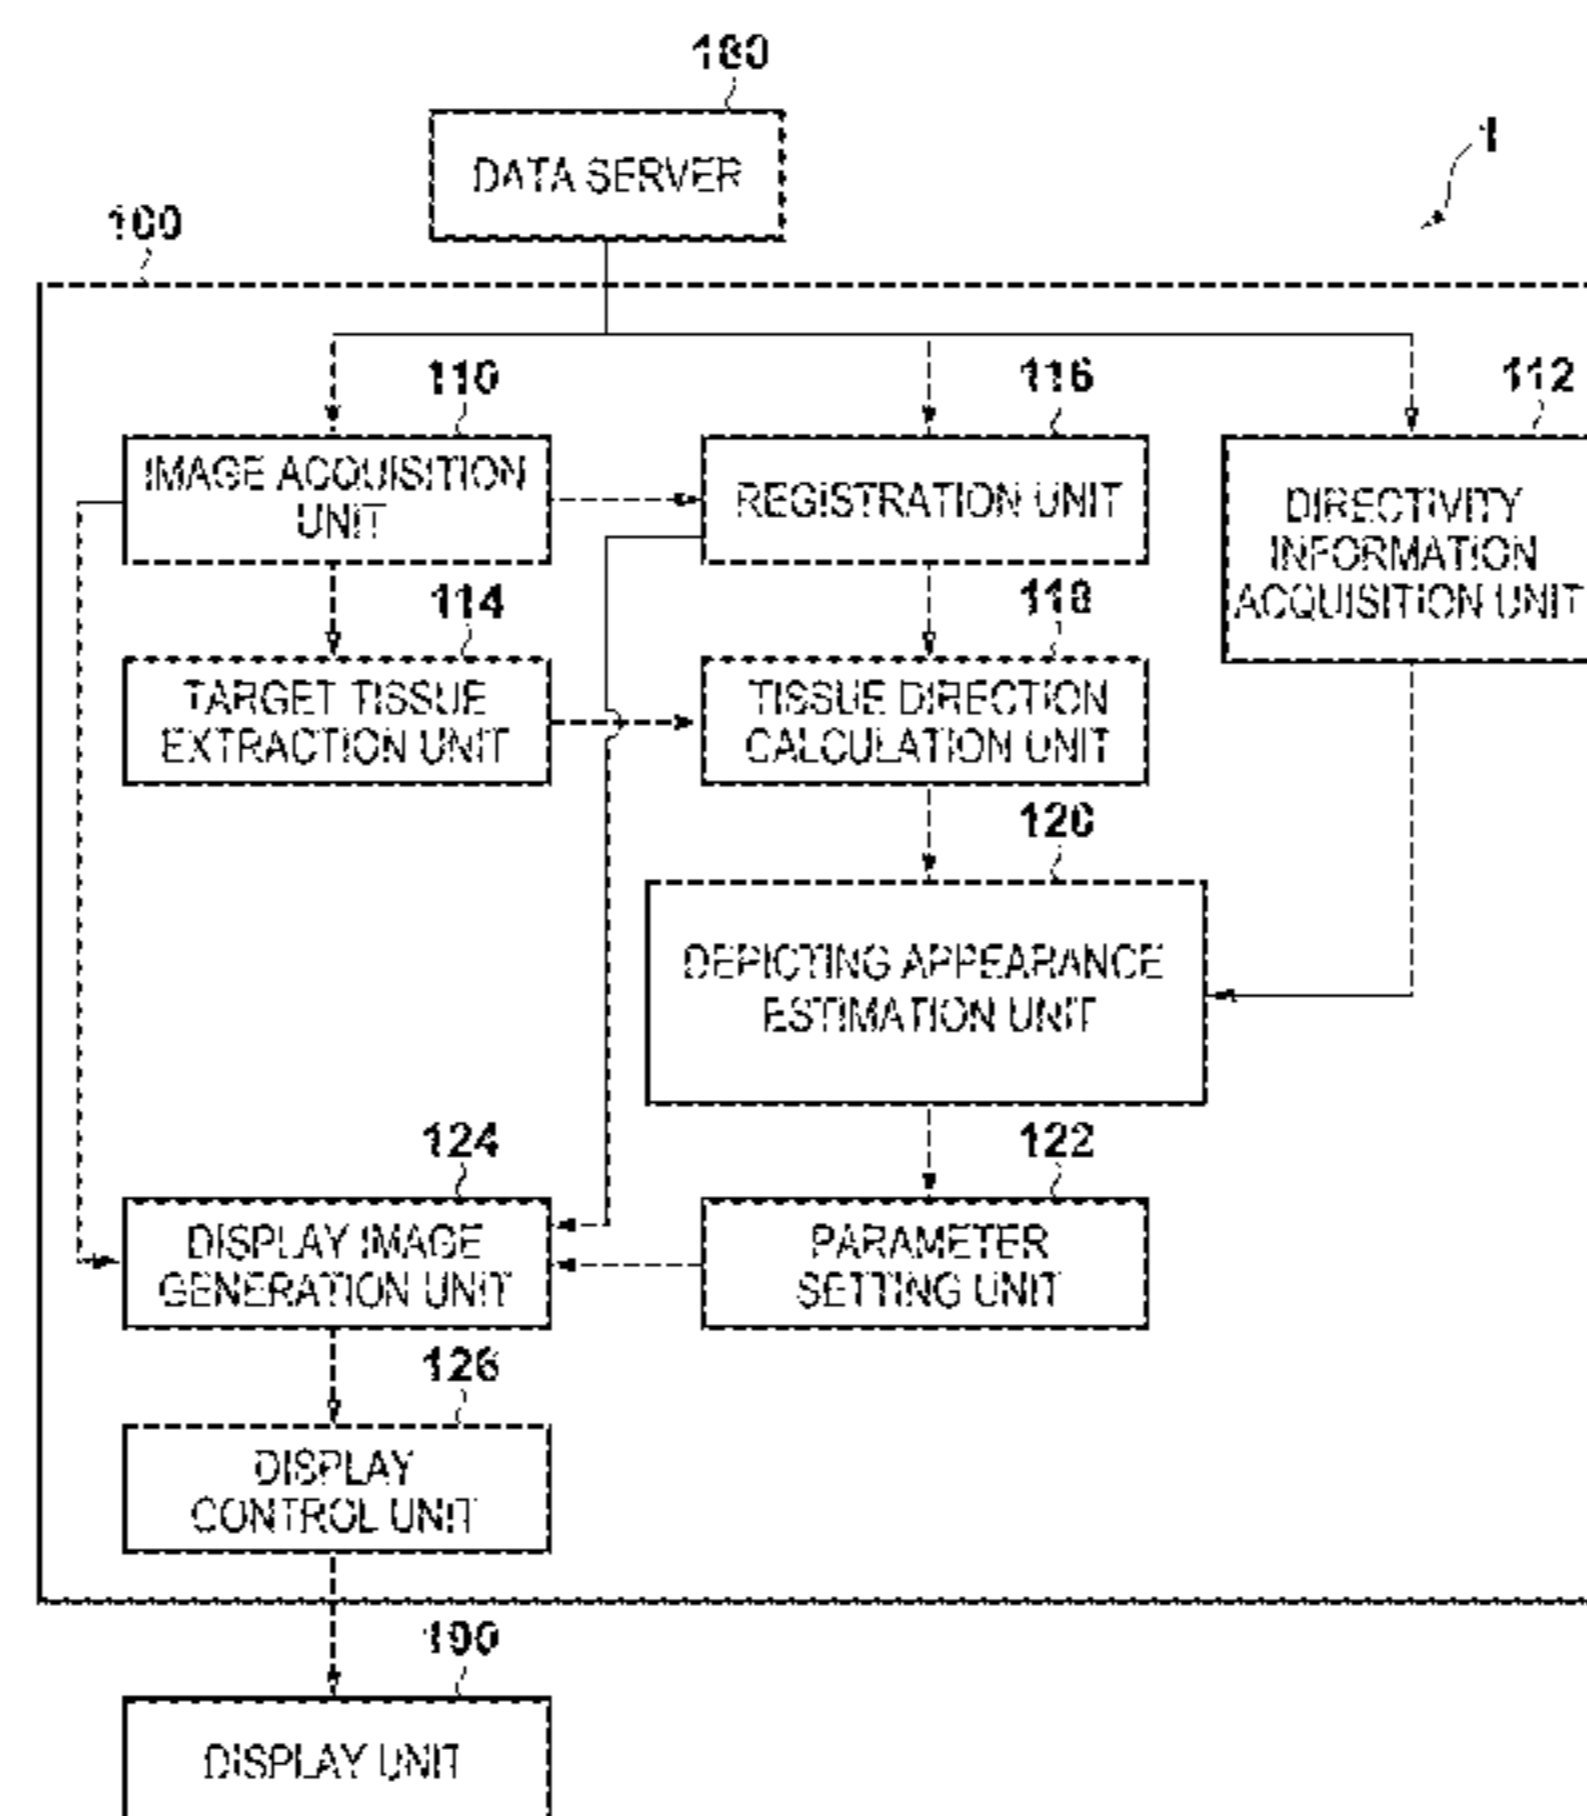 180
1
DATA SERVER
100
110
116
112
IMAGE ACQUISITION
UNIT
REGISTRATION UNIT
DIRECTIVITY
INFORMATION
ACQUISITION UNIT
114
118
TARGET TISSUE
EXTRACTION UNIT
TISSUE DIRECTION
CALCULATION UNIT
120
DEPICTING APPEARANCE
ESTIMATION UNIT
124
122
DISPLAY IMAGE
GENERATION UNIT
PARAMETER
SETTING UNIT
126
DISPLAY
CONTROL UNIT
190
DISPLAY UNIT